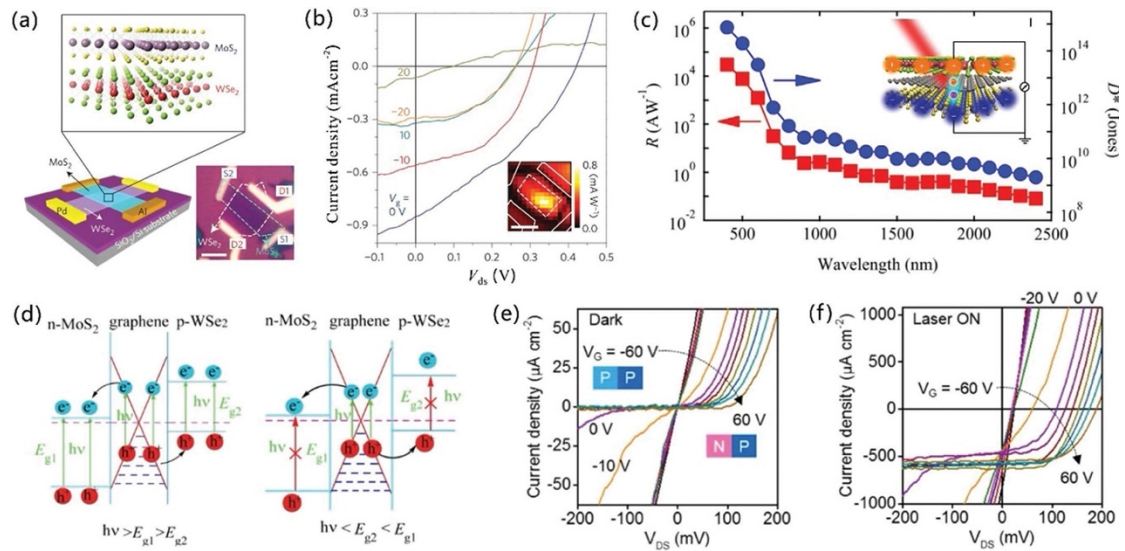 (a)
MoS2
WSe2
MoS2
Pd
Al
WSe2
SiO2/Si substrate
S2
D1
WSe2
D2
S1
MoS2
(b)
Current density (mAcm-2)
0.3
0.0
-0.3
-0.6
-0.9
20
-20
10
-10
Vg =
0 V
0.8
(mA W-1)
0.0
-0.1
0.0
0.1
0.2
0.3
0.4
0.5
Vds (V)
(c)
R (AW-1)
10^6
10^4
10^2
10^0
10^-2
10^14
10^12
10^10
10^8
D* (Jones)
500
1000
1500
2000
2500
Wavelength (nm)
(d)
n-MoS2 graphene p-WSe2
e-
hν
Eg1
hν
hν
Eg2
h+
hν >Eg1>Eg2
n-MoS2 graphene p-WSe2
e-
hν
Eg1
hν
Eg2
hν
h+
hν < Eg2 < Eg1
(e)
Current density (μA cm-2)
50
25
0
-25
-50
Dark
VG = -60 V
P P
60 V
0 V
N P
-10 V
-200
-100
0
100
200
VDS (mV)
(f)
Current density (μA cm-2)
1000
500
0
-500
-1000
Laser ON
-20 V
0 V
VG = -60 V
60 V
-200
-100
0
100
200
VDS (mV)